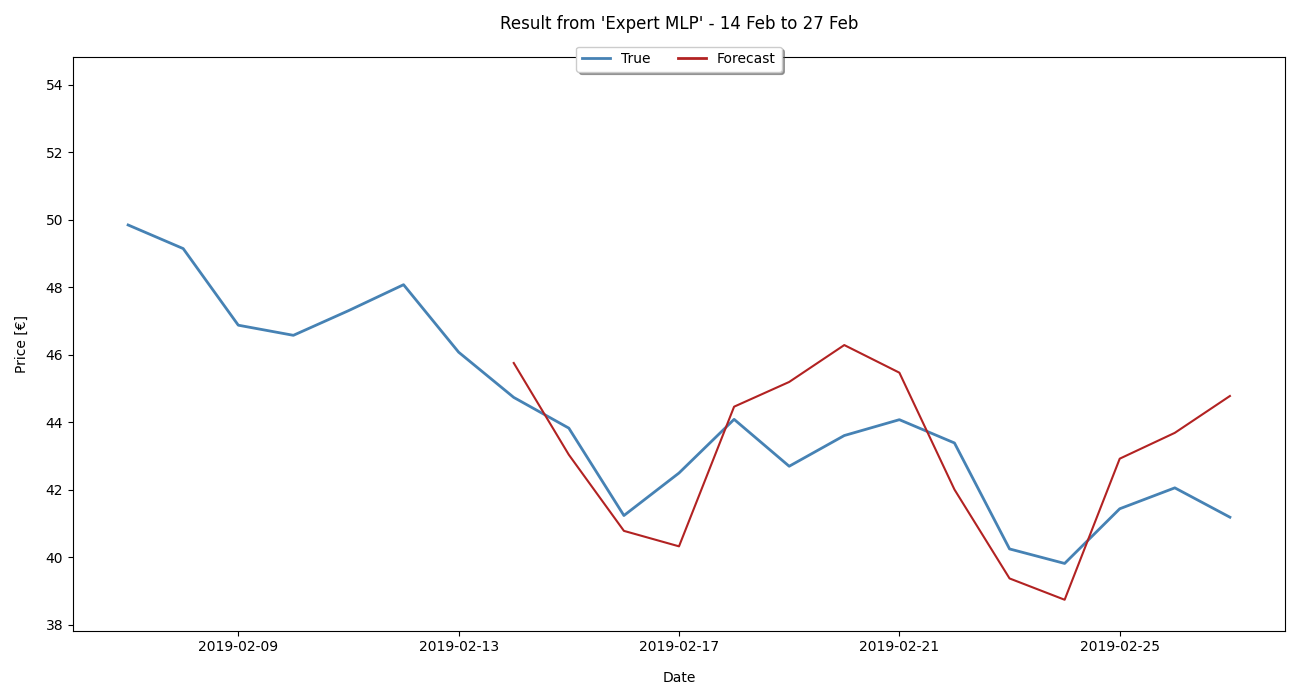 Result from 'Expert MLP' - 14 Feb to 27 Feb
True Forecast
54
52
50
48
46
44
42
40
38
Price [€]
2019-02-09 2019-02-13 2019-02-17 2019-02-21 2019-02-25
Date